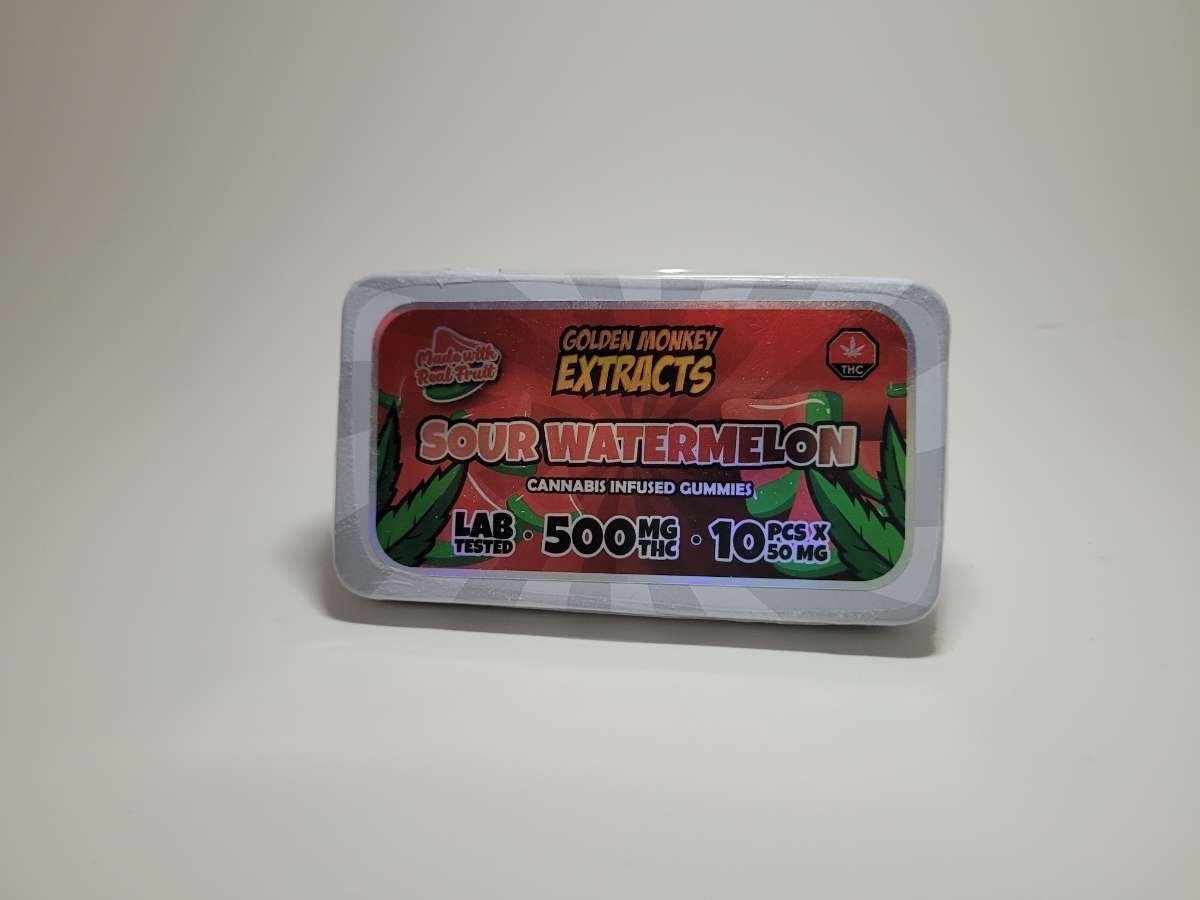 Made with
Real Fruit
GOLDEN MONKEY
EXTRACTS
THC
SOUR WATERMELON
CANNABIS INFUSED GUMMIES
LAB
TESTED
• 500 MG
THC
• 10 PCS X
50 MG